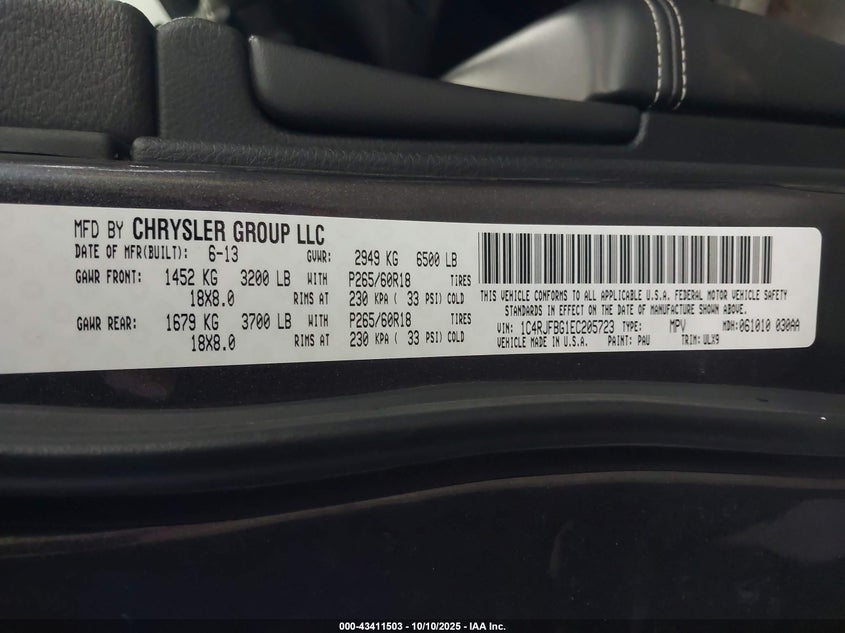 MFD BY CHRYSLER GROUP LLC
DATE OF MFR(BUILT): 6-13 GVWR: 2949 KG 6500 LB
GAWR FRONT: 1452 KG 3200 LB WITH P265/60R18 TIRES
18X8.0 RIMS AT 230 KPA ( 33 PSI) COLD
GAWR REAR: 1679 KG 3700 LB WITH P265/60R18 TIRES
18X8.0 RIMS AT 230 KPA ( 33 PSI) COLD
THIS VEHICLE CONFORMS TO ALL APPLICABLE U.S.A. FEDERAL MOTOR VEHICLE SAFETY
STANDARDS IN EFFECT ON THE DATE OF MANUFACTURE SHOWN ABOVE.
VIN: 1C4RJFBG1EC205723 TYPE: MPV MDH:061010 030AA
VEHICLE MADE IN U.S.A. PAINT: PAU TRIM: ULX9
000-43411503 - 10/10/2025 - IAA Inc.